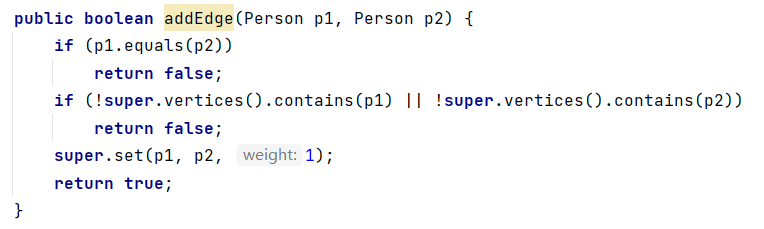 public boolean addEdge(Person p1, Person p2) {
    if (p1.equals(p2))
        return false;
    if (!super.vertices().contains(p1) || !super.vertices().contains(p2))
        return false;
    super.set(p1, p2, weight: 1);
    return true;
}